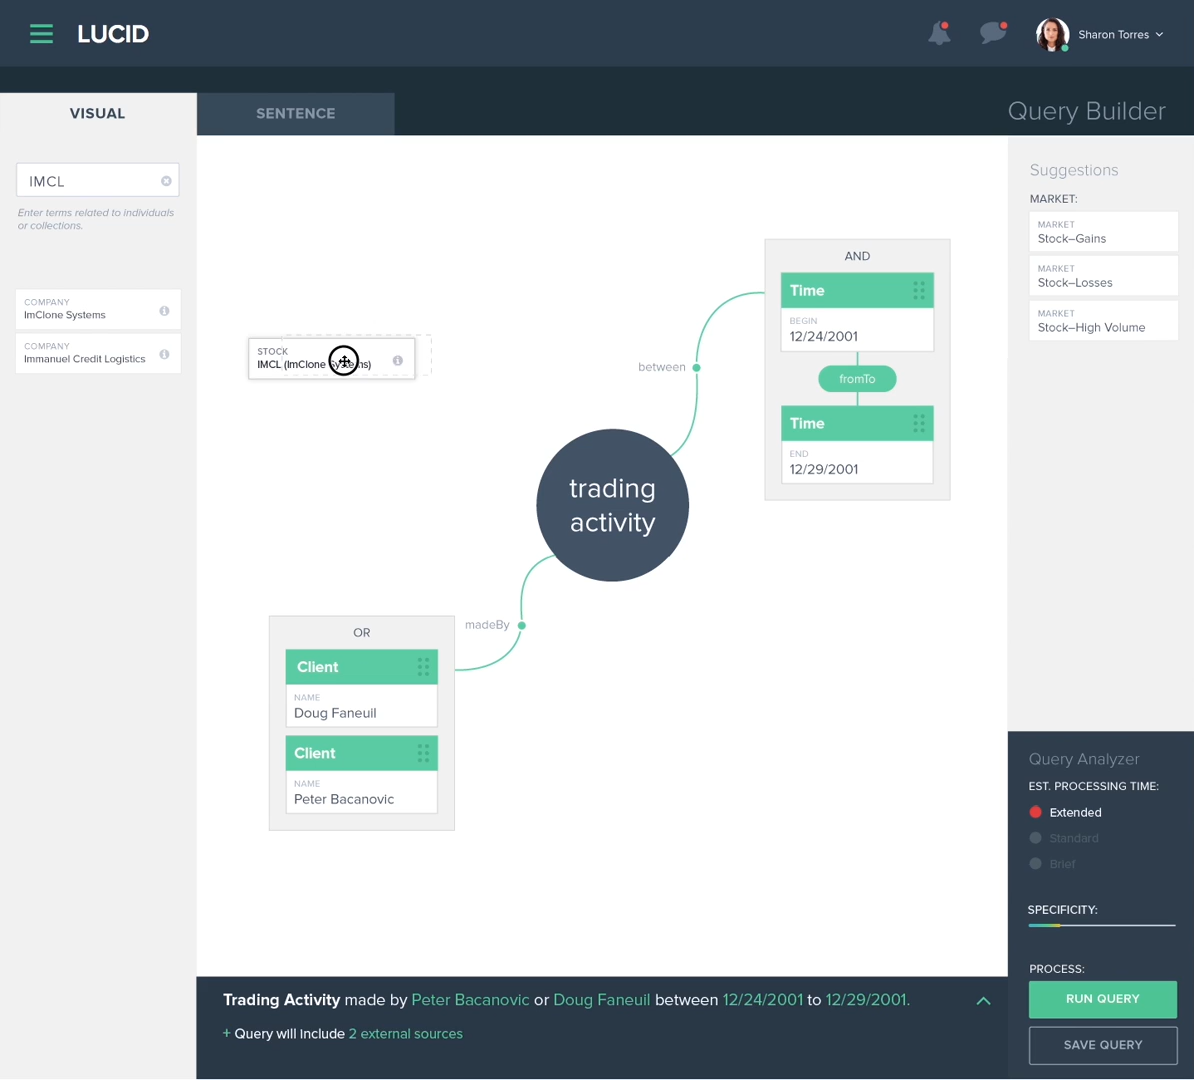 LUCID
Sharon Torres
VISUAL
SENTENCE
Query Builder
IMCL
Enter terms related to individuals
or collections.
COMPANY
ImClone Systems
COMPANY
Immanuel Credit Logistics
STOCK
IMCL (ImClone Systems)
between
AND
Time
BEGIN
12/24/2001
fromTo
Time
END
12/29/2001
trading
activity
madeBy
OR
Client
NAME
Doug Faneuil
Client
NAME
Peter Bacanovic
Suggestions
MARKET:
MARKET
Stock–Gains
MARKET
Stock–Losses
MARKET
Stock–High Volume
Query Analyzer
EST. PROCESSING TIME:
Extended
Standard
Brief
SPECIFICITY:
PROCESS:
RUN QUERY
SAVE QUERY
Trading Activity made by Peter Bacanovic or Doug Faneuil between 12/24/2001 to 12/29/2001.
+ Query will include 2 external sources